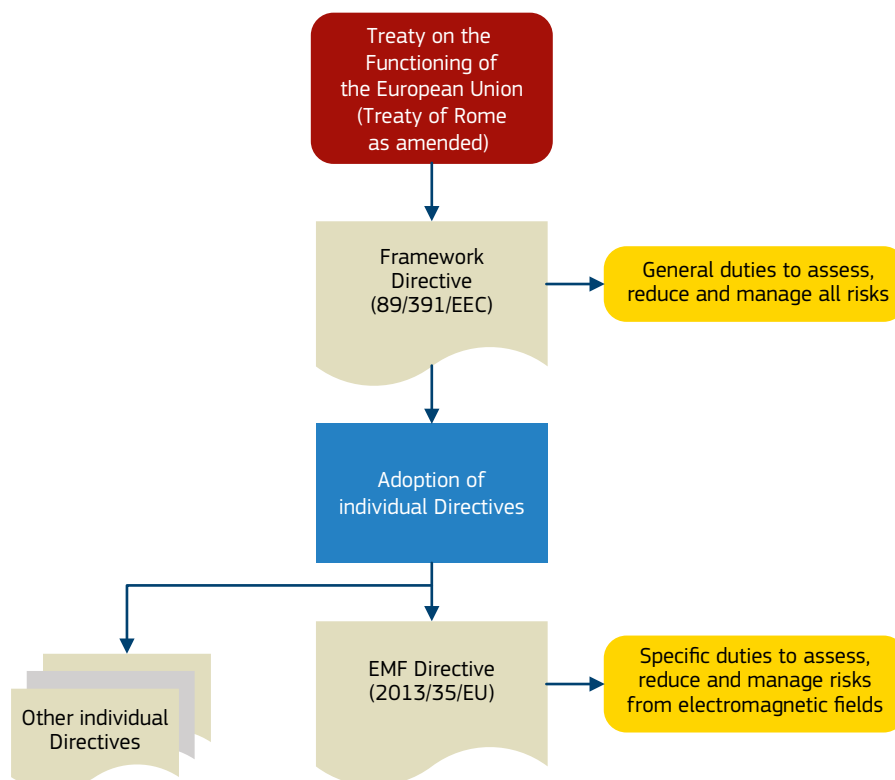 Treaty on the
Functioning of
the European Union
(Treaty of Rome
as amended)
Framework
Directive
(89/391/EEC)
General duties to assess,
reduce and manage all risks
Adoption of
individual Directives
EMF Directive
(2013/35/EU)
Specific duties to assess,
reduce and manage risks
from electromagnetic fields
Other individual
Directives